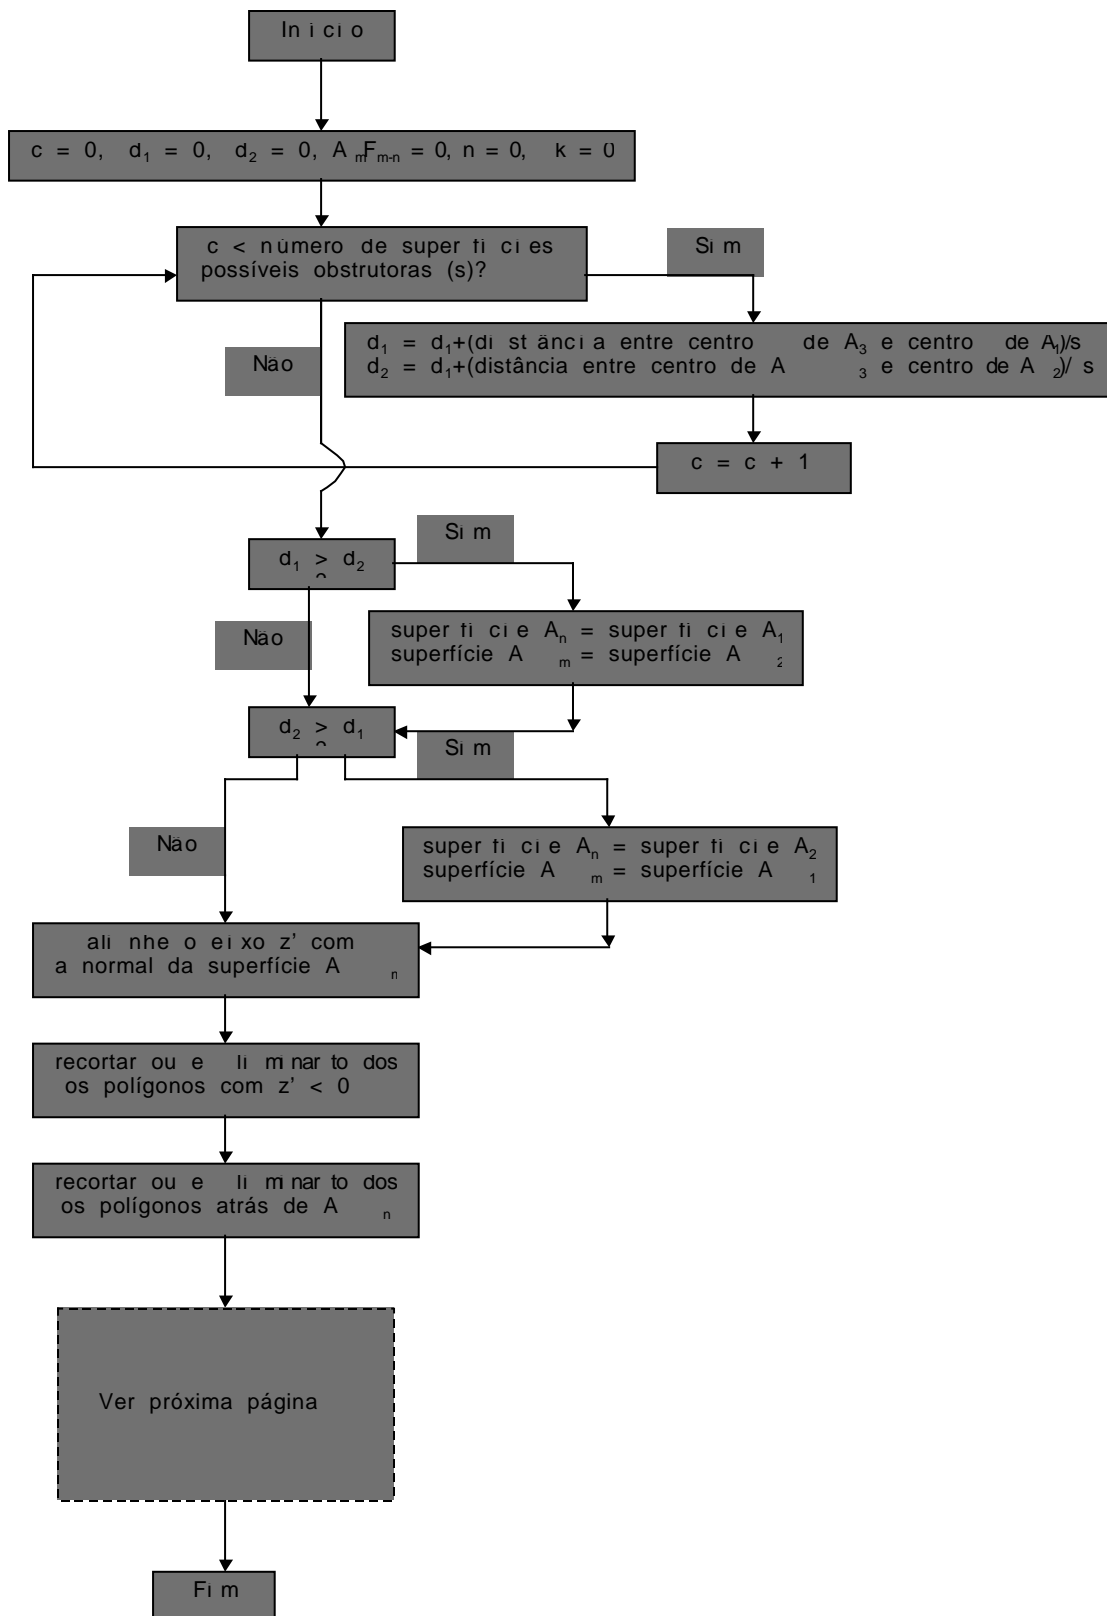 Início
c = 0, d₁ = 0, d₂ = 0, AₘFₘ₋ₙ = 0, n = 0, k = 0
c < número de superfícies
possíveis obstrutoras (s)?
Sim
Não
d₁ = d₁+(distância entre centro de A₃ e centro de A₁)/s
d₂ = d₁+(distância entre centro de A₃ e centro de A₂)/s
c = c + 1
d₁ > d₂
?
Sim
Não
superfície Aₙ = superfície A₁
superfície Aₘ = superfície A₂
d₂ > d₁
?
Sim
Não
superfície Aₙ = superfície A₂
superfície Aₘ = superfície A₁
alinhe o eixo z’ com
a normal da superfície A
recortar ou eliminar todos
os polígonos com z’ < 0
recortar ou eliminar todos
os polígonos atrás de Aₙ
Ver próxima página
Fim